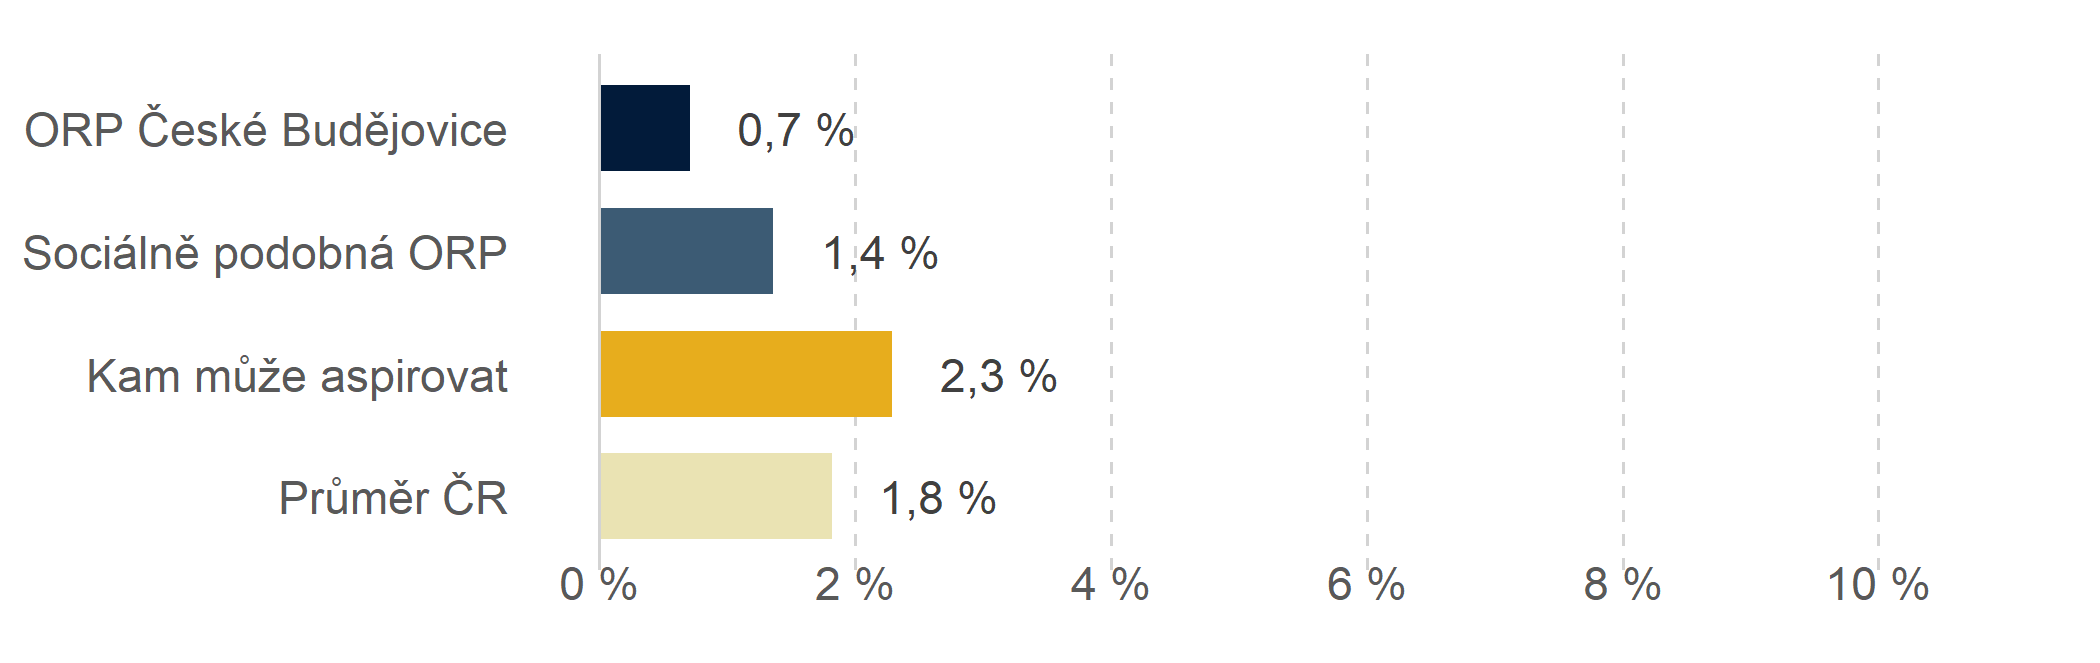 ORP České Budějovice
0,7 %
Sociálně podobná ORP
1,4 %
Kam může aspirovat
2,3 %
Průměr ČR
1,8 %
0 % 2 % 4 % 6 % 8 % 10 %